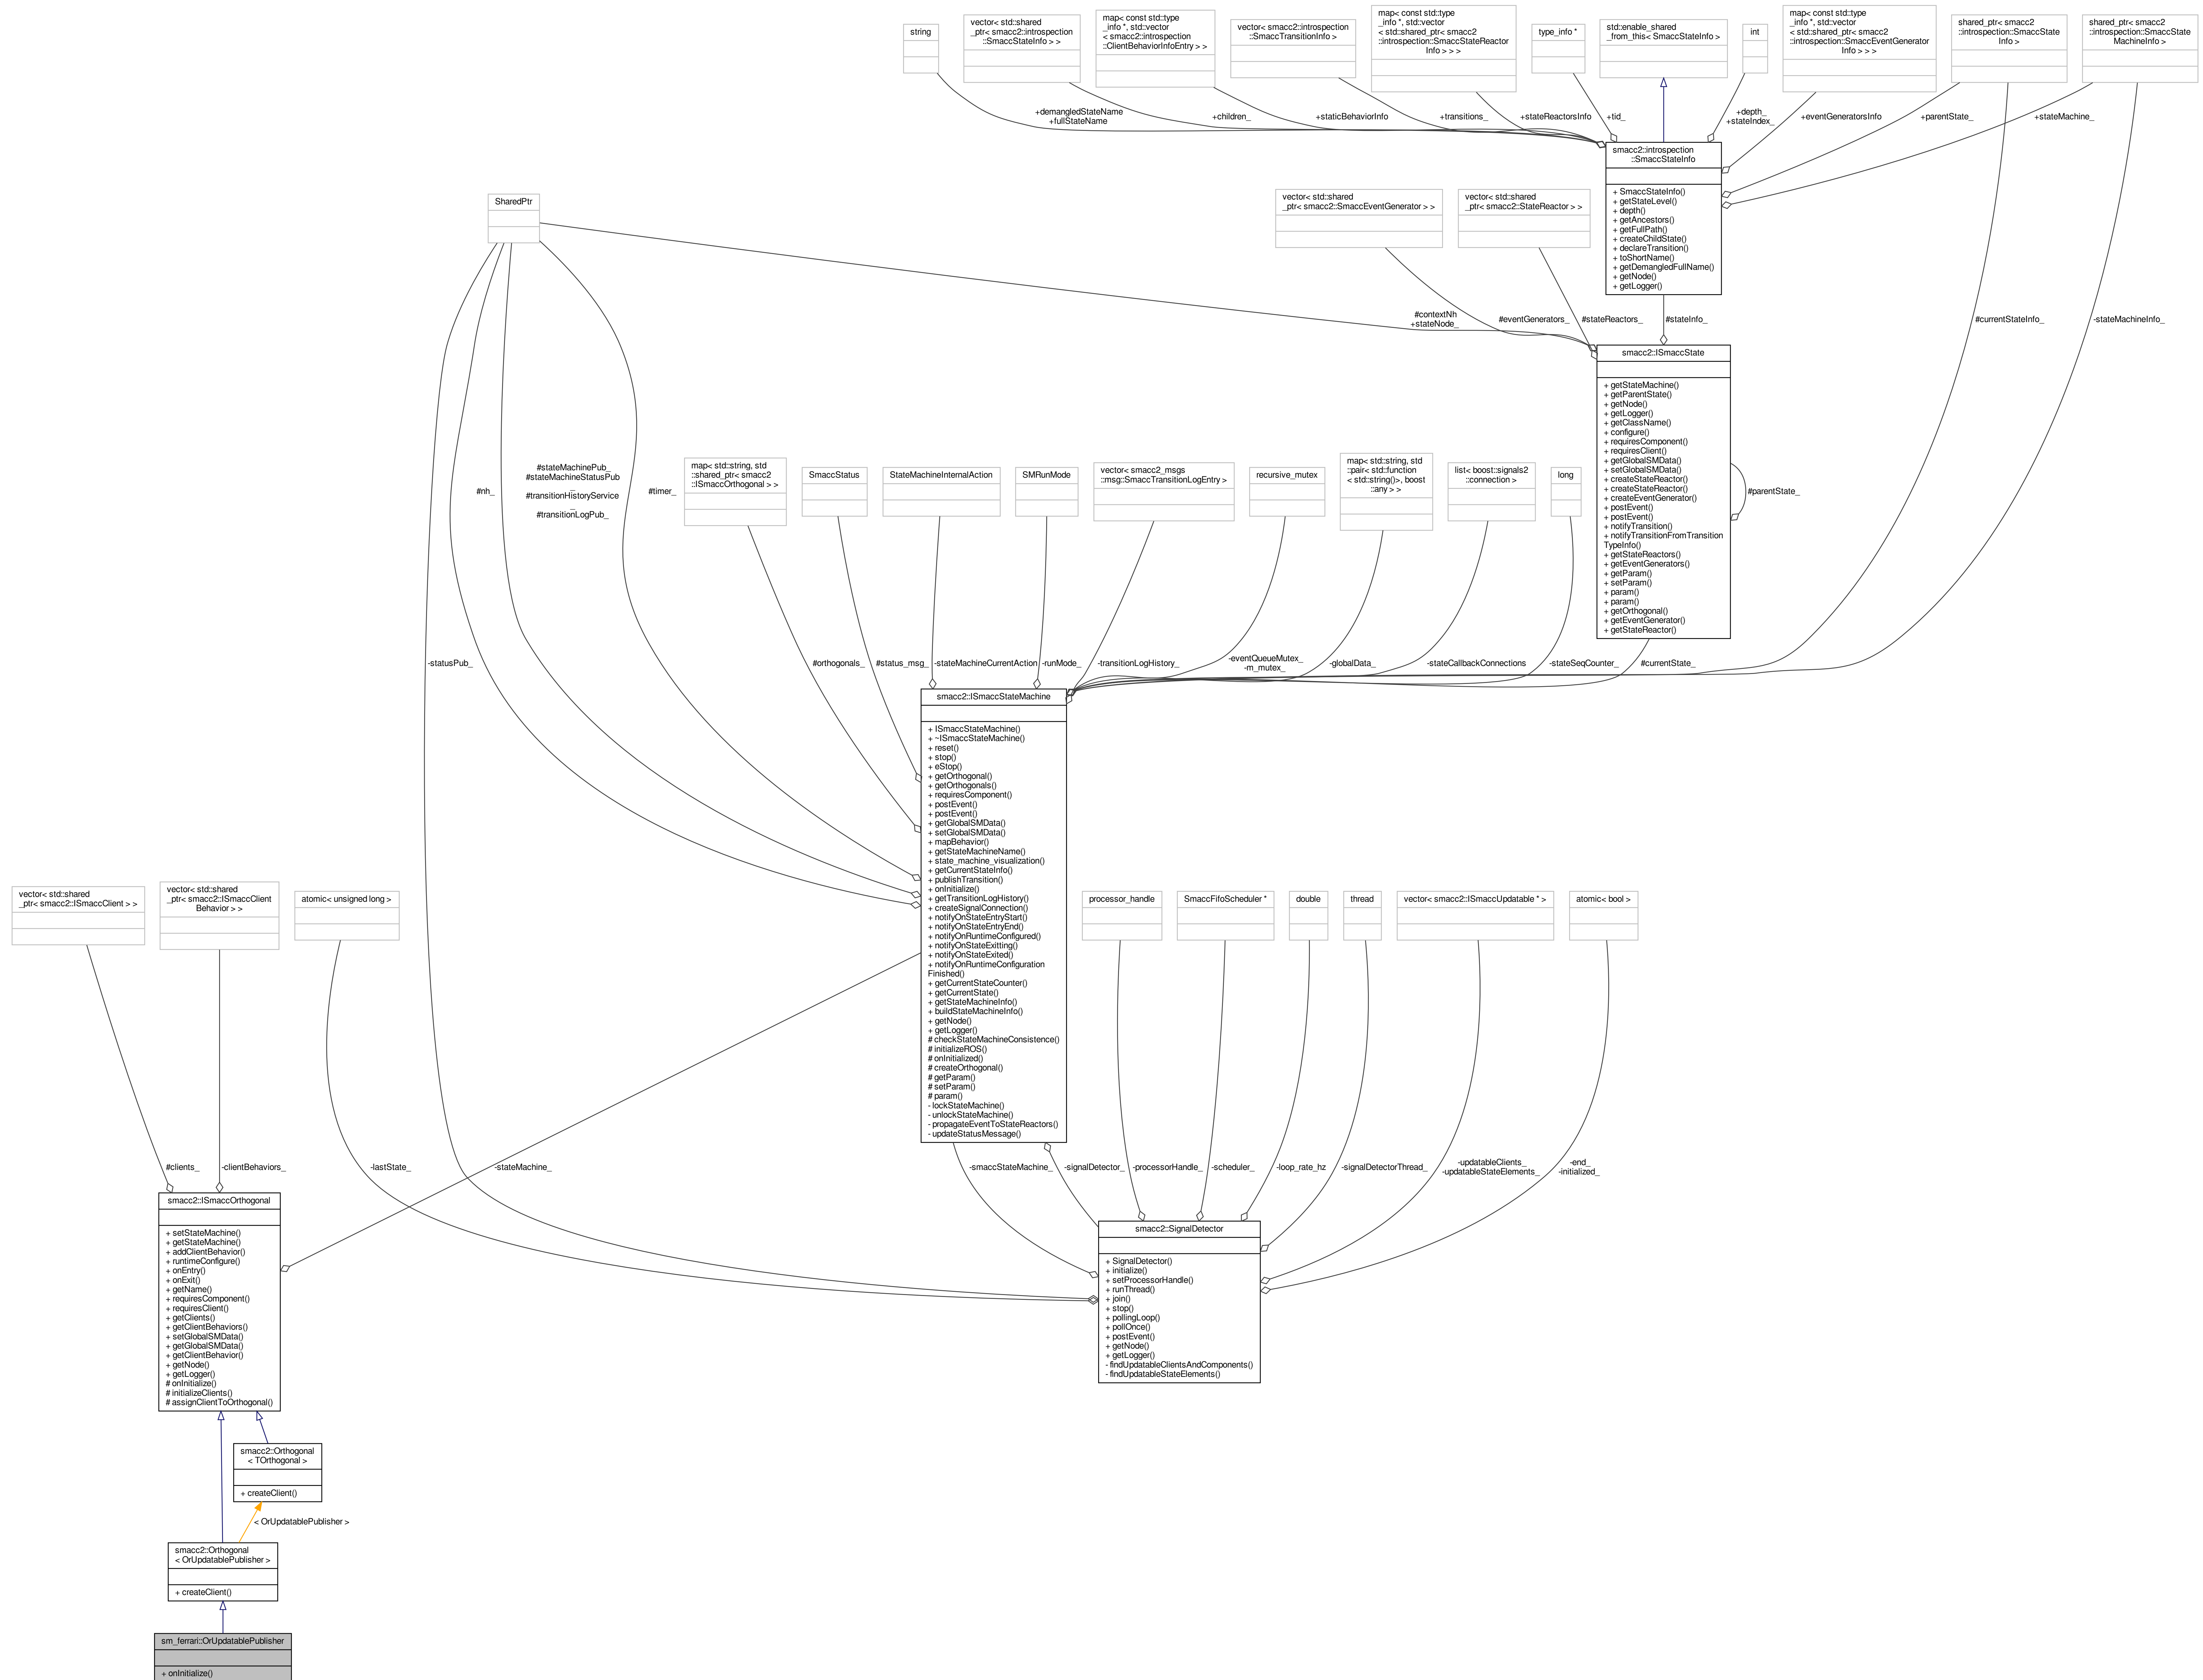 string
vector< std::shared
_ptr< smacc2::introspection
::SmaccStateInfo > >
map< const std::type
_info *, std::vector
< smacc2::introspection
::ClientBehaviorInfoEntry > >
vector< smacc2::introspection
::SmaccTransitionInfo >
map< const std::type
_info *, std::vector
< std::shared_ptr< smacc2
::introspection::SmaccStateReactor
Info > > >
type_info *
std::enable_shared
_from_this< SmaccStateInfo >
int
map< const std::type
_info *, std::vector
< std::shared_ptr< smacc2
::introspection::SmaccEventGenerator
Info > > >
shared_ptr< smacc2
::introspection::SmaccState
Info >
shared_ptr< smacc2
::introspection::SmaccState
MachineInfo >
+demangledStateName
+fullStateName
+children_
+staticBehaviorInfo
+transitions_
+stateReactorsInfo
+tid_
+depth_
+stateIndex_
+eventGeneratorsInfo
+parentState_
+stateMachine_
smacc2::introspection
::SmaccStateInfo
+ SmaccStateInfo()
+ getStateLevel()
+ depth()
+ getAncestors()
+ getFullPath()
+ createChildState()
+ declareTransition()
+ toShortName()
+ getDemangledFullName()
+ getNode()
+ getLogger()
SharedPtr
vector< std::shared
_ptr< smacc2::SmaccEventGenerator > >
vector< std::shared
_ptr< smacc2::StateReactor > >
#contextNh
+stateNode_
#eventGenerators_
#stateReactors_
#stateInfo_
#currentStateInfo_
-stateMachineInfo_
smacc2::ISmaccState
+ getStateMachine()
+ getParentState()
+ getNode()
+ getLogger()
+ getClassName()
+ configure()
+ requiresComponent()
+ requiresClient()
+ getGlobalSMData()
+ setGlobalSMData()
+ createStateReactor()
+ createStateReactor()
+ createEventGenerator()
+ postEvent()
+ postEvent()
+ notifyTransition()
+ notifyTransitionFromTransition
TypeInfo()
+ getStateReactors()
+ getEventGenerators()
+ getParam()
+ setParam()
+ param()
+ param()
+ getOrthogonal()
+ getEventGenerator()
+ getStateReactor()
#parentState_
#nh_
#stateMachinePub_
#stateMachineStatusPub
_
#transitionHistoryService
_
#transitionLogPub_
#timer_
map< std::string, std
::shared_ptr< smacc2
::ISmaccOrthogonal > >
SmaccStatus
StateMachineInternalAction
SMRunMode
vector< smacc2_msgs
::msg::SmaccTransitionLogEntry >
recursive_mutex
map< std::string, std
::pair< std::function
< std::string()>, boost
::any > >
list< boost::signals2
::connection >
long
-statusPub_
#orthogonals_
#status_msg_
-stateMachineCurrentAction
-runMode_
-transitionLogHistory_
-eventQueueMutex_
-m_mutex_
-globalData_
-stateCallbackConnections
-stateSeqCounter_
#currentState_
smacc2::ISmaccStateMachine
+ ISmaccStateMachine()
+ ~ISmaccStateMachine()
+ reset()
+ stop()
+ eStop()
+ getOrthogonal()
+ getOrthogonals()
+ requiresComponent()
+ postEvent()
+ postEvent()
+ getGlobalSMData()
+ setGlobalSMData()
+ mapBehavior()
+ getStateMachineName()
+ state_machine_visualization()
+ getCurrentStateInfo()
+ publishTransition()
+ onInitialize()
+ getTransitionLogHistory()
+ createSignalConnection()
+ notifyOnStateEntryStart()
+ notifyOnStateEntryEnd()
+ notifyOnRuntimeConfigured()
+ notifyOnStateExitting()
+ notifyOnStateExited()
+ notifyOnRuntimeConfiguration
Finished()
+ getCurrentStateCounter()
+ getCurrentState()
+ getStateMachineInfo()
+ buildStateMachineInfo()
+ getNode()
+ getLogger()
# checkStateMachineConsistence()
# initializeROS()
# onInitialized()
# createOrthogonal()
# getParam()
# setParam()
# param()
- lockStateMachine()
- unlockStateMachine()
- propagateEventToStateReactors()
- updateStatusMessage()
vector< std::shared
_ptr< smacc2::ISmaccClient > >
vector< std::shared
_ptr< smacc2::ISmaccClient
Behavior > >
atomic< unsigned long >
processor_handle
SmaccFifoScheduler *
double
thread
vector< smacc2::ISmaccUpdatable * >
atomic< bool >
#clients_
-clientBehaviors_
-lastState_
-stateMachine_
-smaccStateMachine_
-signalDetector_
-processorHandle_
-scheduler_
-loop_rate_hz
-signalDetectorThread_
-updatableClients_
-updatableStateElements_
-end_
-initialized_
smacc2::ISmaccOrthogonal
+ setStateMachine()
+ getStateMachine()
+ addClientBehavior()
+ runtimeConfigure()
+ onEntry()
+ onExit()
+ getName()
+ requiresComponent()
+ requiresClient()
+ getClients()
+ getClientBehaviors()
+ setGlobalSMData()
+ getGlobalSMData()
+ getClientBehavior()
+ getNode()
+ getLogger()
# onInitialize()
# initializeClients()
# assignClientToOrthogonal()
smacc2::SignalDetector
+ SignalDetector()
+ initialize()
+ setProcessorHandle()
+ runThread()
+ join()
+ stop()
+ pollingLoop()
+ pollOnce()
+ postEvent()
+ getNode()
+ getLogger()
- findUpdatableClientsAndComponents()
- findUpdatableStateElements()
smacc2::Orthogonal
< TOrthogonal >
+ createClient()
< OrUpdatablePublisher >
smacc2::Orthogonal
< OrUpdatablePublisher >
+ createClient()
sm_ferrari::OrUpdatablePublisher
+ onInitialize()